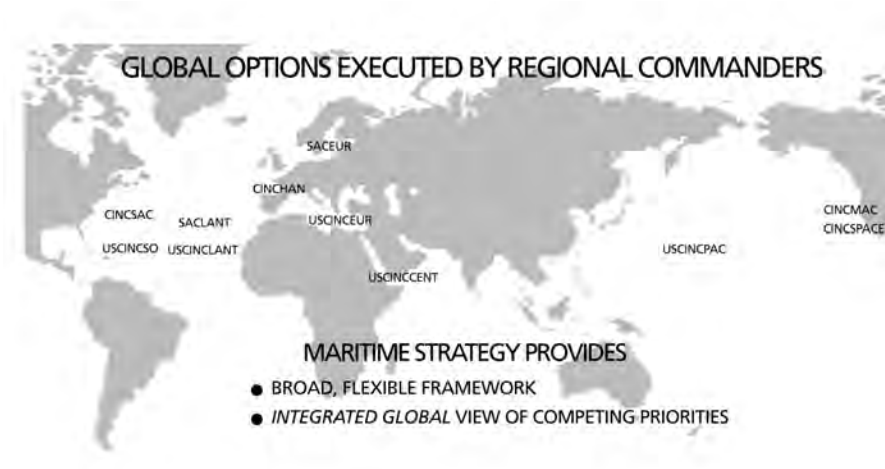 GLOBAL OPTIONS EXECUTED BY REGIONAL COMMANDERS
SACEUR
CINCHAN
CINCSAC
SACLANT
USCINCEUR
CINCMAC
CINCSPACE
USCINCSO
USCINCLANT
USCINCPAC
USCINCCENT
MARITIME STRATEGY PROVIDES
● BROAD, FLEXIBLE FRAMEWORK
● INTEGRATED GLOBAL VIEW OF COMPETING PRIORITIES